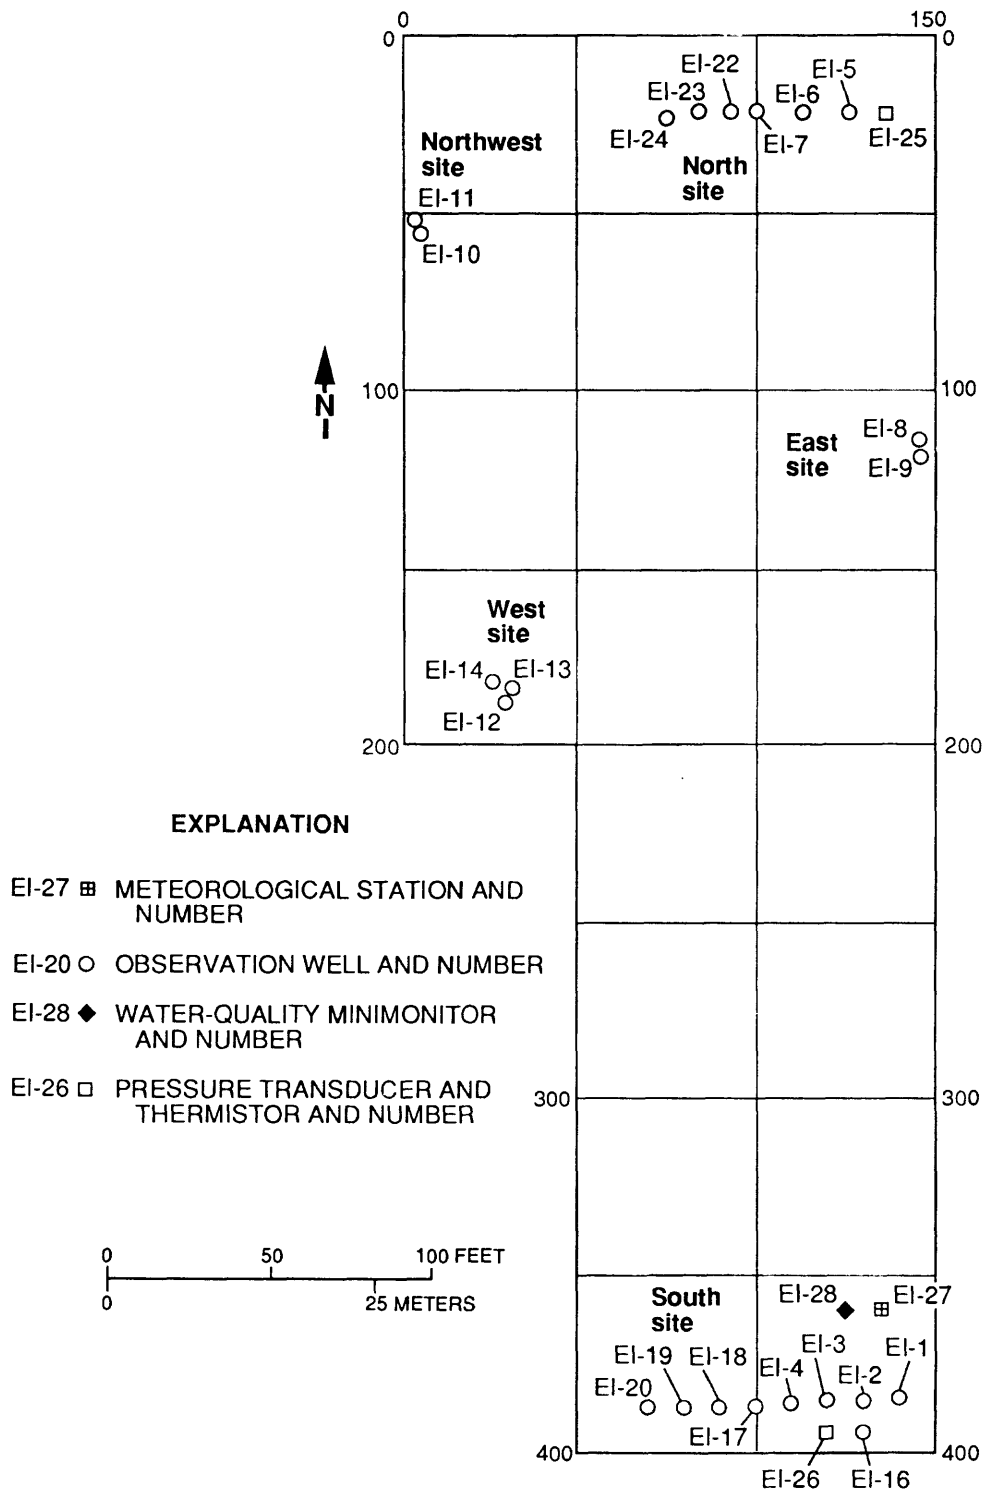 0
150
0
0
EI-22
EI-5
EI-23
EI-6
EI-24
EI-7
EI-25
Northwest
site
North
site
EI-11
EI-10
N
100
100
EI-8
East
site
EI-9
West
site
EI-14
EI-13
EI-12
200
200
EXPLANATION
EI-27 METEOROLOGICAL STATION AND
NUMBER
EI-20 OBSERVATION WELL AND NUMBER
EI-28 WATER-QUALITY MINIMONITOR
AND NUMBER
EI-26 PRESSURE TRANSDUCER AND
THERMISTOR AND NUMBER
300
300
0 50 100 FEET
0 25 METERS
South
site
EI-28
EI-27
EI-19
EI-18
EI-3
EI-1
EI-4
EI-2
EI-20
EI-17
400
400
EI-26
EI-16